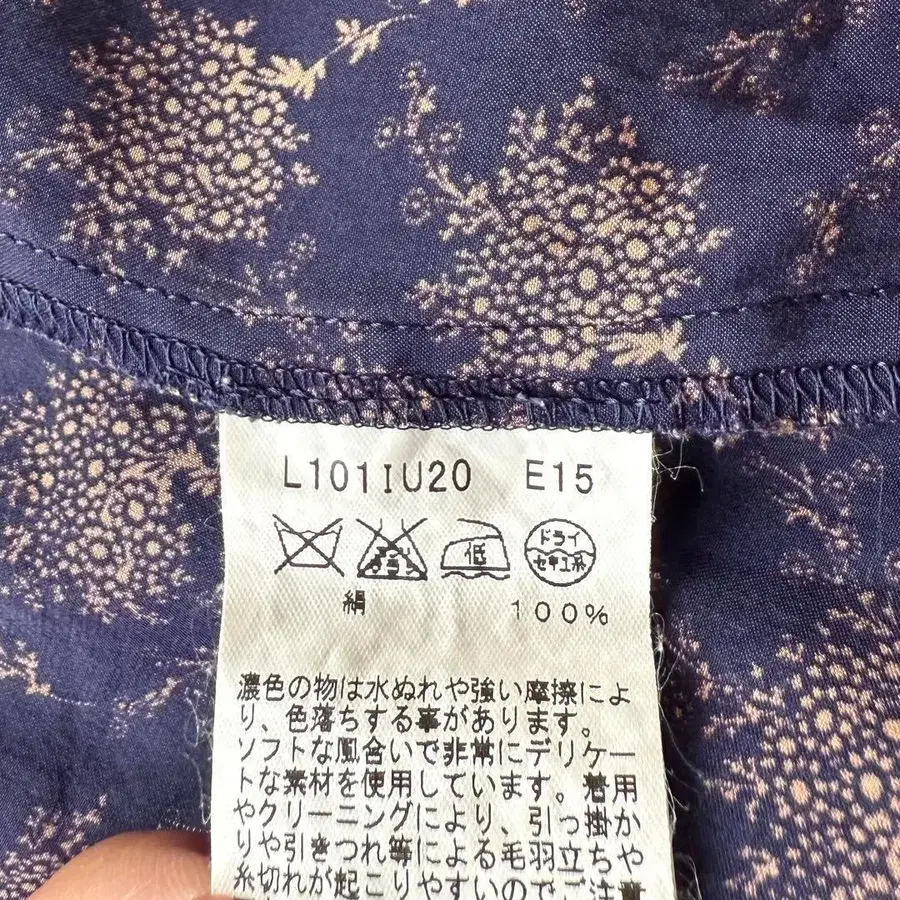 L101IU20 E15
低
ドライ
セキユ系
絹 100%
濃色の物は水ぬれや強い摩擦によ
り、色落ちする事があります。
ソフトな風合いで非常にデリケー
トな素材を使用しています。着用
やクリーニングにより、引っ掛か
りや引きつれ等による毛羽立ちや
糸切れが起こりやすいのでご注意